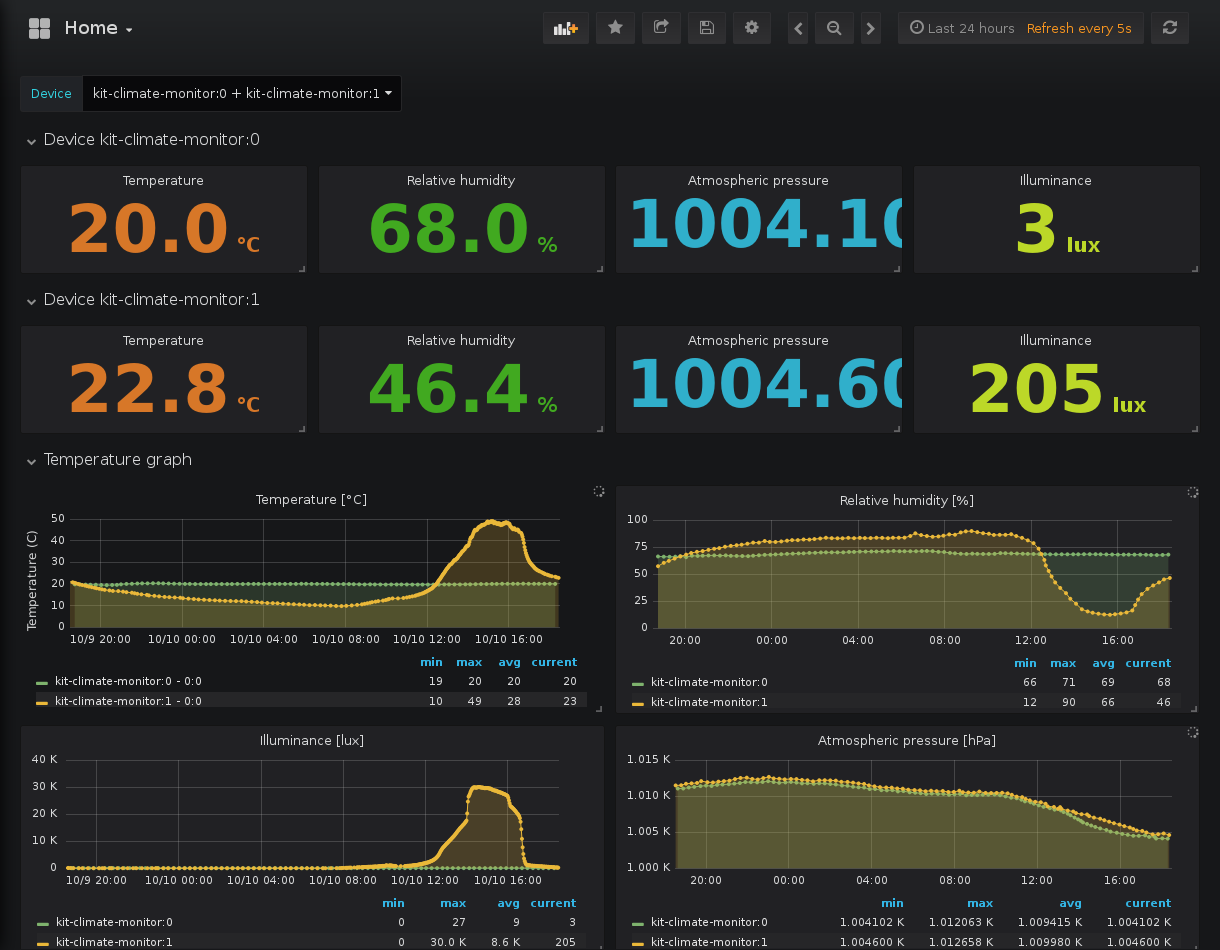 Home
Last 24 hours Refresh every 5s
Device kit-climate-monitor:0 + kit-climate-monitor:1
Device kit-climate-monitor:0
Temperature Relative humidity Atmospheric pressure Illuminance
20.0 °C 68.0 % 1004.10 3 lux
Device kit-climate-monitor:1
Temperature Relative humidity Atmospheric pressure Illuminance
22.8 °C 46.4 % 1004.60 205 lux
Temperature graph
Temperature [°C]
Temperature (C)
50
40
30
20
10
0
10/9 20:00 10/10 00:00 10/10 04:00 10/10 08:00 10/10 12:00 10/10 16:00
min max avg current
kit-climate-monitor:0 - 0:0 19 20 20 20
kit-climate-monitor:1 - 0:0 10 49 28 23
Relative humidity [%]
100
75
50
25
0
20:00 00:00 04:00 08:00 12:00 16:00
min max avg current
kit-climate-monitor:0 66 71 69 68
kit-climate-monitor:1 12 90 66 46
Illuminance [lux]
40 K
30 K
20 K
10 K
0
10/9 20:00 10/10 00:00 10/10 04:00 10/10 08:00 10/10 12:00 10/10 16:00
min max avg current
kit-climate-monitor:0 0 27 9 3
kit-climate-monitor:1 0 30.0 K 8.6 K 205
Atmospheric pressure [hPa]
1.015 K
1.010 K
1.005 K
1.000 K
20:00 00:00 04:00 08:00 12:00 16:00
min max avg current
kit-climate-monitor:0 1.004102 K 1.012063 K 1.009415 K 1.004102 K
kit-climate-monitor:1 1.004600 K 1.012658 K 1.009980 K 1.004600 K